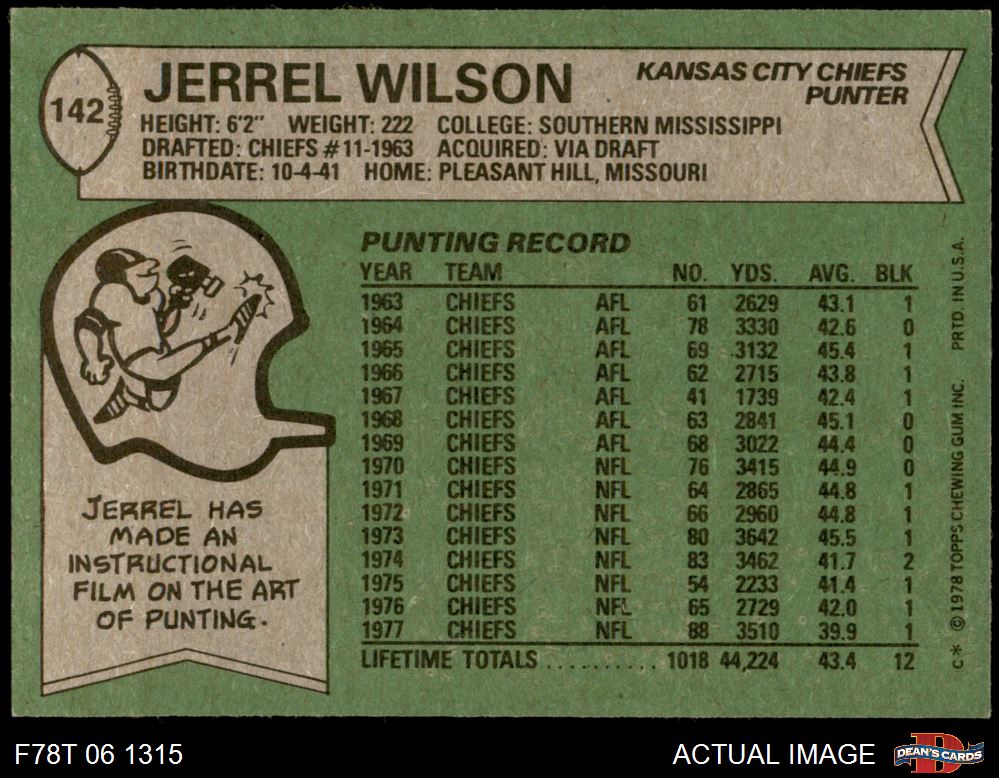 142
JERREL WILSON
KANSAS CITY CHIEFS
PUNTER
HEIGHT: 6'2" WEIGHT: 222 COLLEGE: SOUTHERN MISSISSIPPI
DRAFTED: CHIEFS #11-1963 ACQUIRED: VIA DRAFT
BIRTHDATE: 10-4-41 HOME: PLEASANT HILL, MISSOURI
JERREL HAS
MADE AN
INSTRUCTIONAL
FILM ON THE ART
OF PUNTING.
PUNTING RECORD
YEAR TEAM NO. YDS. AVG. BLK
1963 CHIEFS AFL 61 2629 43.1 1
1964 CHIEFS AFL 78 3330 42.6 0
1965 CHIEFS AFL 69 3132 45.4 1
1966 CHIEFS AFL 62 2715 43.8 1
1967 CHIEFS AFL 41 1739 42.4 1
1968 CHIEFS AFL 63 2841 45.1 0
1969 CHIEFS AFL 68 3022 44.4 0
1970 CHIEFS NFL 76 3415 44.9 0
1971 CHIEFS NFL 64 2865 44.8 1
1972 CHIEFS NFL 66 2960 44.8 1
1973 CHIEFS NFL 80 3642 45.5 1
1974 CHIEFS NFL 83 3462 41.7 2
1975 CHIEFS NFL 54 2233 41.4 1
1976 CHIEFS NFL 65 2729 42.0 1
1977 CHIEFS NFL 88 3510 39.9 1
LIFETIME TOTALS .......... 1018 44,224 43.4 12
C* ©1978 TOPPS CHEWING GUM INC. PRTD. IN U.S.A.
F78T 06 1315
ACTUAL IMAGE
D
DEAN'S CARDS